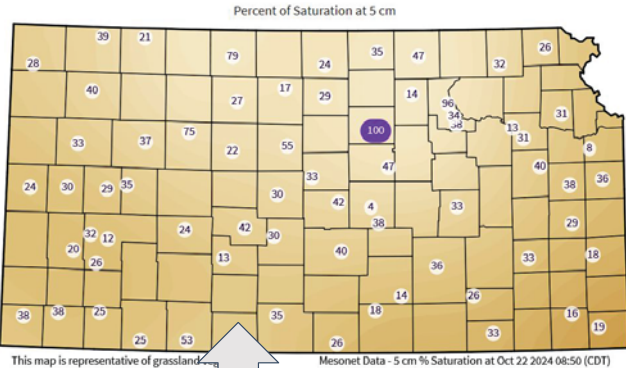 Percent of Saturation at 5 cm
39 21
28 79 24 35 47 32 26
40 27 17 29 14 96 31
34
38
33 37 75 22 55 100 13 31 8
33 47 40
24 30 29 35 30 38 36
42 4 33
32 12 24 42 30 38 29
20 26 13 40 36 33 18
38 38 25 35 18 14 26 16
25 53 26 33 19
This map is representative of grassland
Mesonet Data - 5 cm % Saturation at Oct 22 2024 08:50 (CDT)